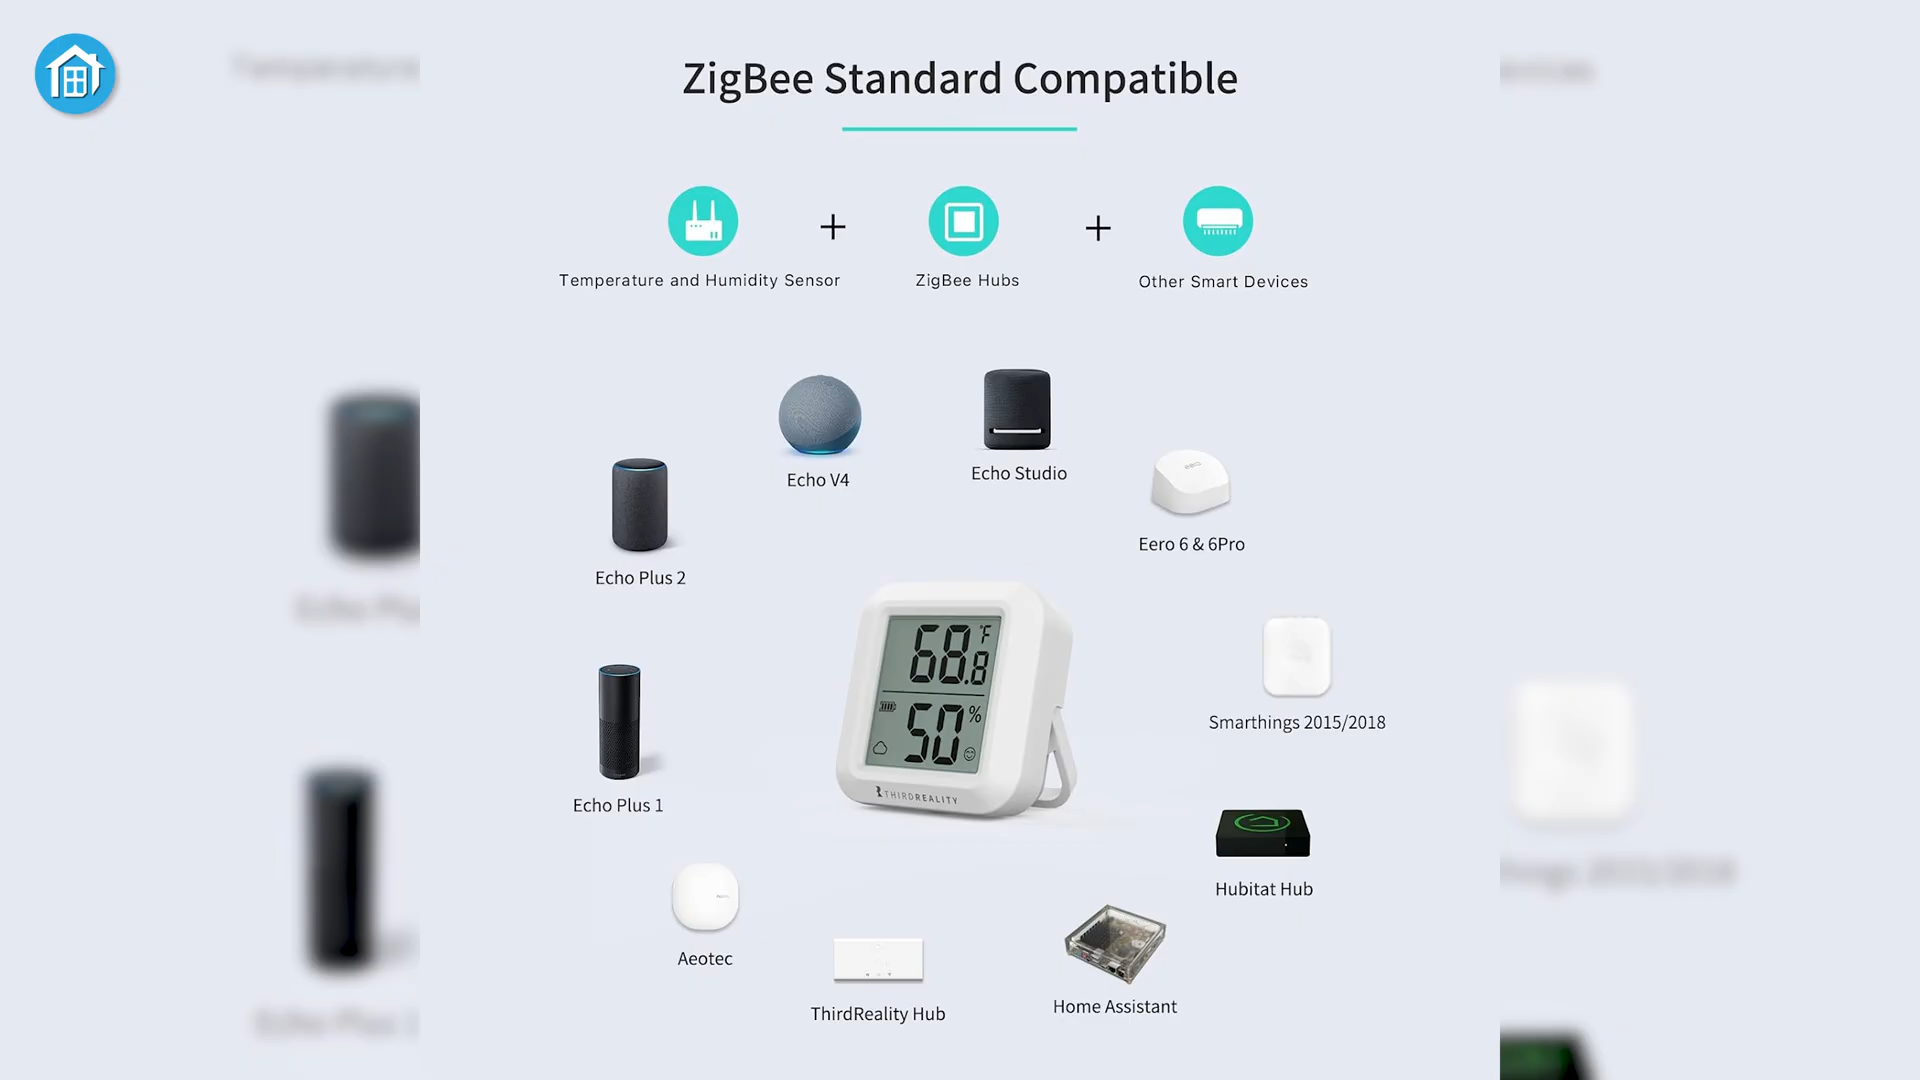 ZigBee Standard Compatible
Temperature and Humidity Sensor
ZigBee Hubs
Other Smart Devices
Echo V4
Echo Studio
eero
Eero 6 & 6Pro
Echo Plus 2
68.8 °F
50 %
THIRDREALITY
Smarthings 2015/2018
Echo Plus 1
Hubitat Hub
Aeotec
ThirdReality Hub
Home Assistant